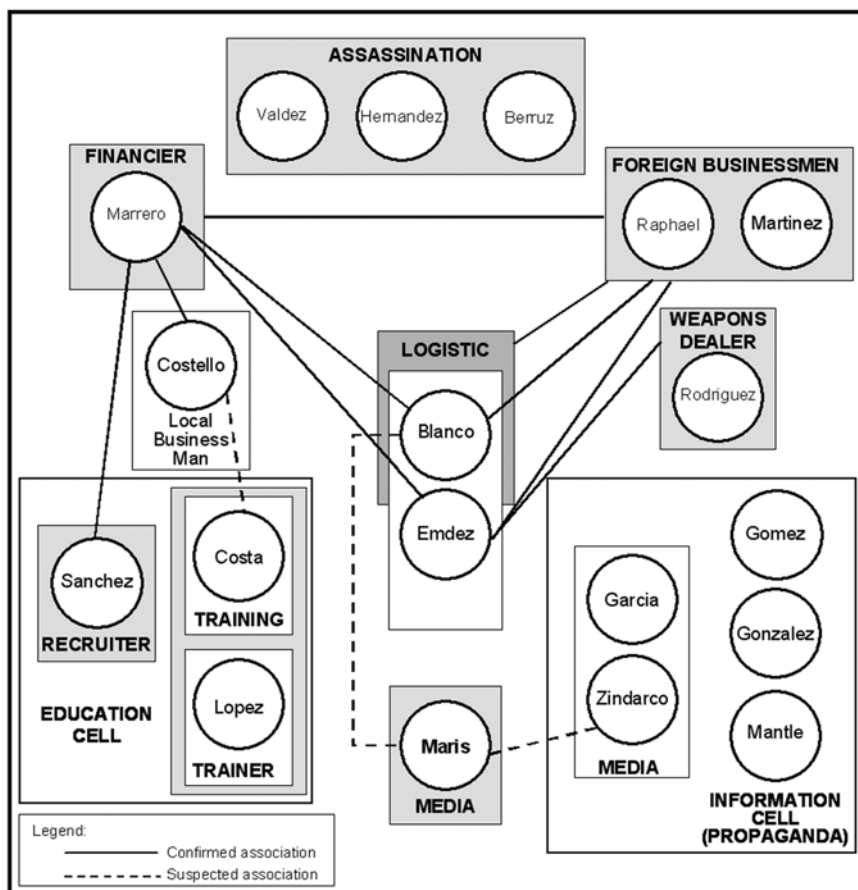 ASSASSINATION
Valdez
Hernandez
Berruz
FINANCIER
Marrero
FOREIGN BUSINESSMEN
Raphael
Martinez
Costello
Local
Business
Man
LOGISTIC
Blanco
Emdez
WEAPONS
DEALER
Rodriguez
Sanchez
RECRUITER
Costa
TRAINING
Lopez
TRAINER
EDUCATION
CELL
Maris
MEDIA
Garcia
Zindarco
MEDIA
Gomez
Gonzalez
Mantle
INFORMATION
CELL
(PROPAGANDA)
Legend:
Confirmed association
Suspected association